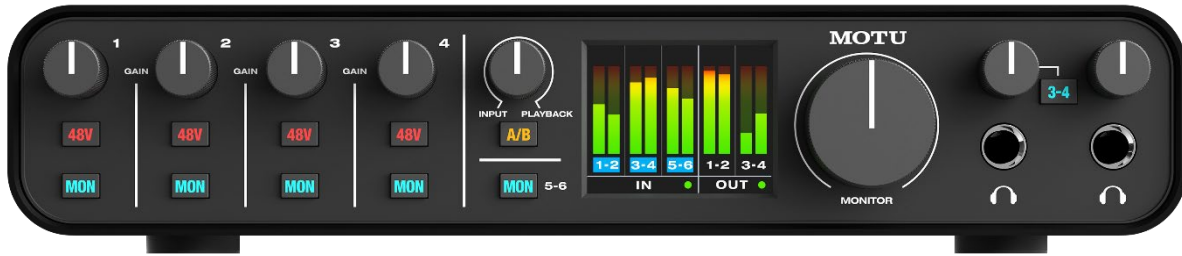 1 2 3 4
GAIN GAIN GAIN
48V 48V 48V 48V
MON MON MON MON
INPUT PLAYBACK
A/B
MON 5-6
1-2 3-4 5-6 1-2 3-4
IN OUT
MOTU
MONITOR
3-4